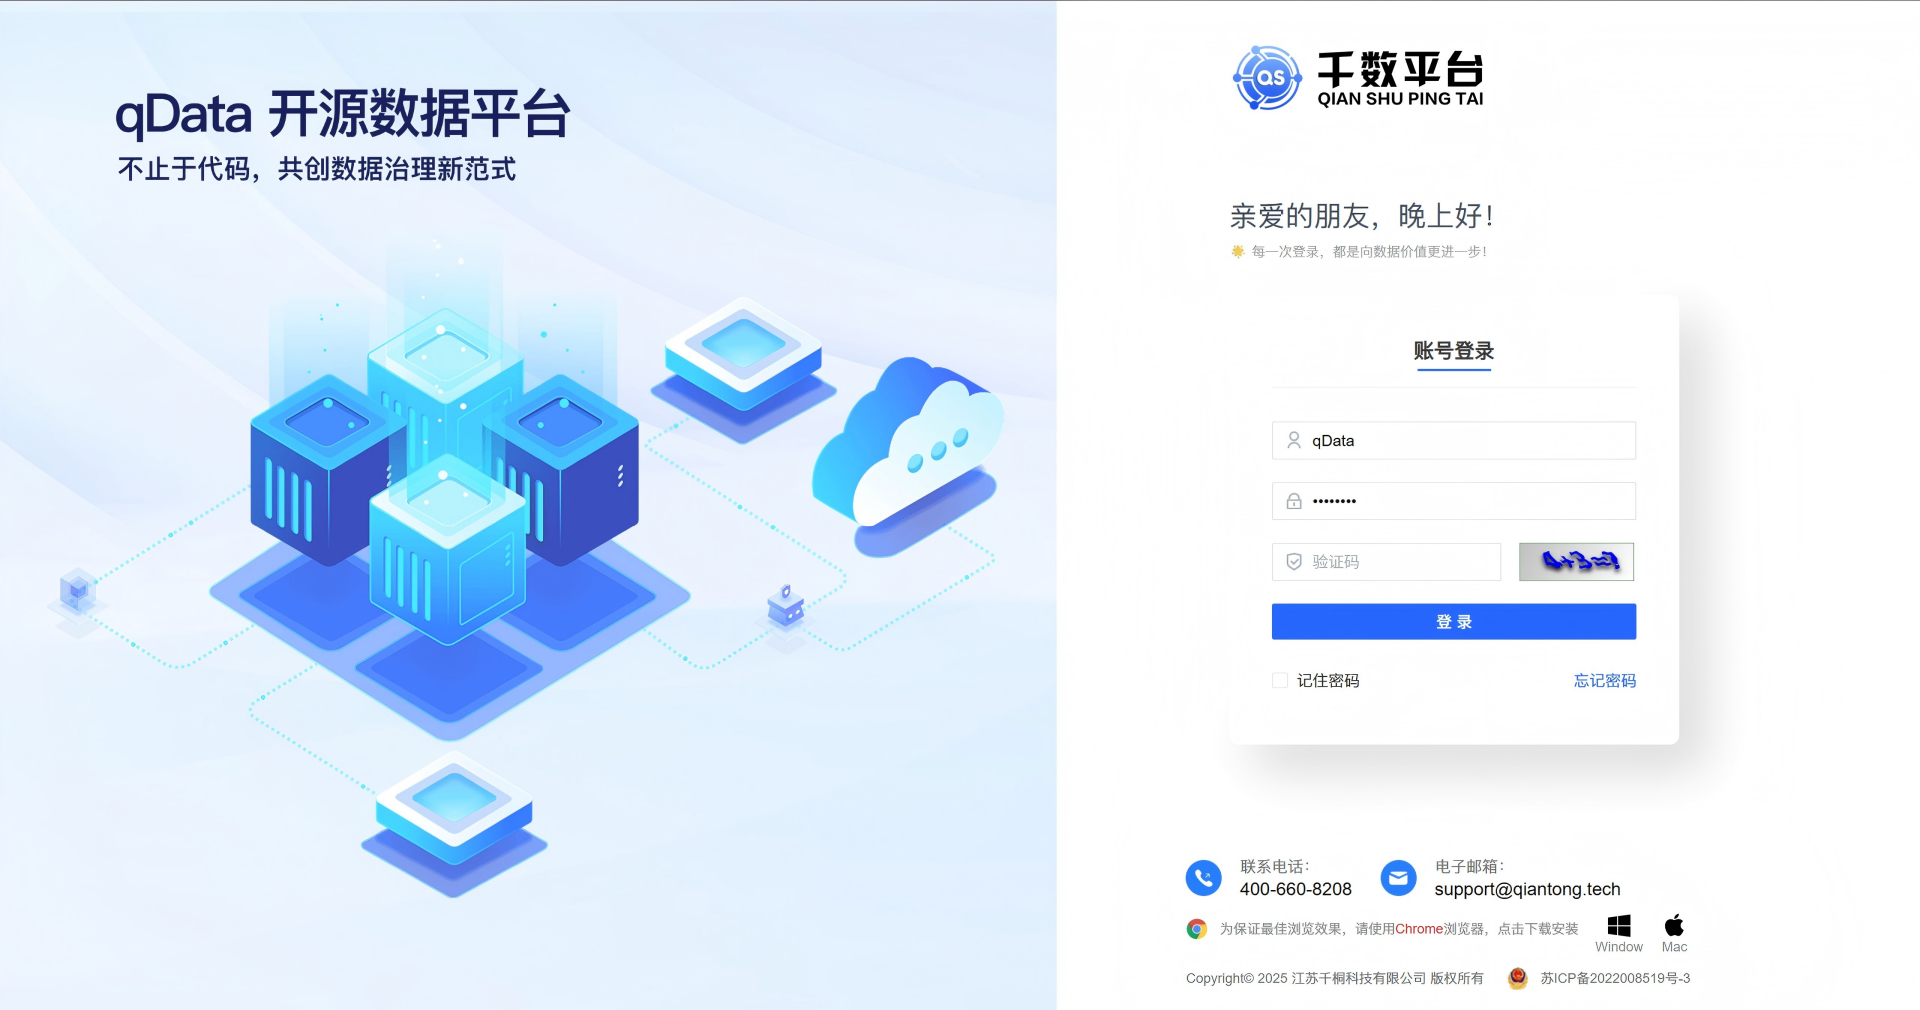 qData 开源数据平台
不止于代码，共创数据治理新范式
QS 千数平台
QIAN SHU PING TAI
亲爱的朋友，晚上好！
每一次登录，都是向数据价值更进一步！
账号登录
qData
••••••••
验证码
登 录
记住密码 忘记密码
联系电话：
400-660-8208
电子邮箱：
support@qiantong.tech
为保证最佳浏览效果，请使用Chrome浏览器，点击下载安装
Window
Mac
Copyright© 2025 江苏千桐科技有限公司 版权所有
苏ICP备2022008519号-3